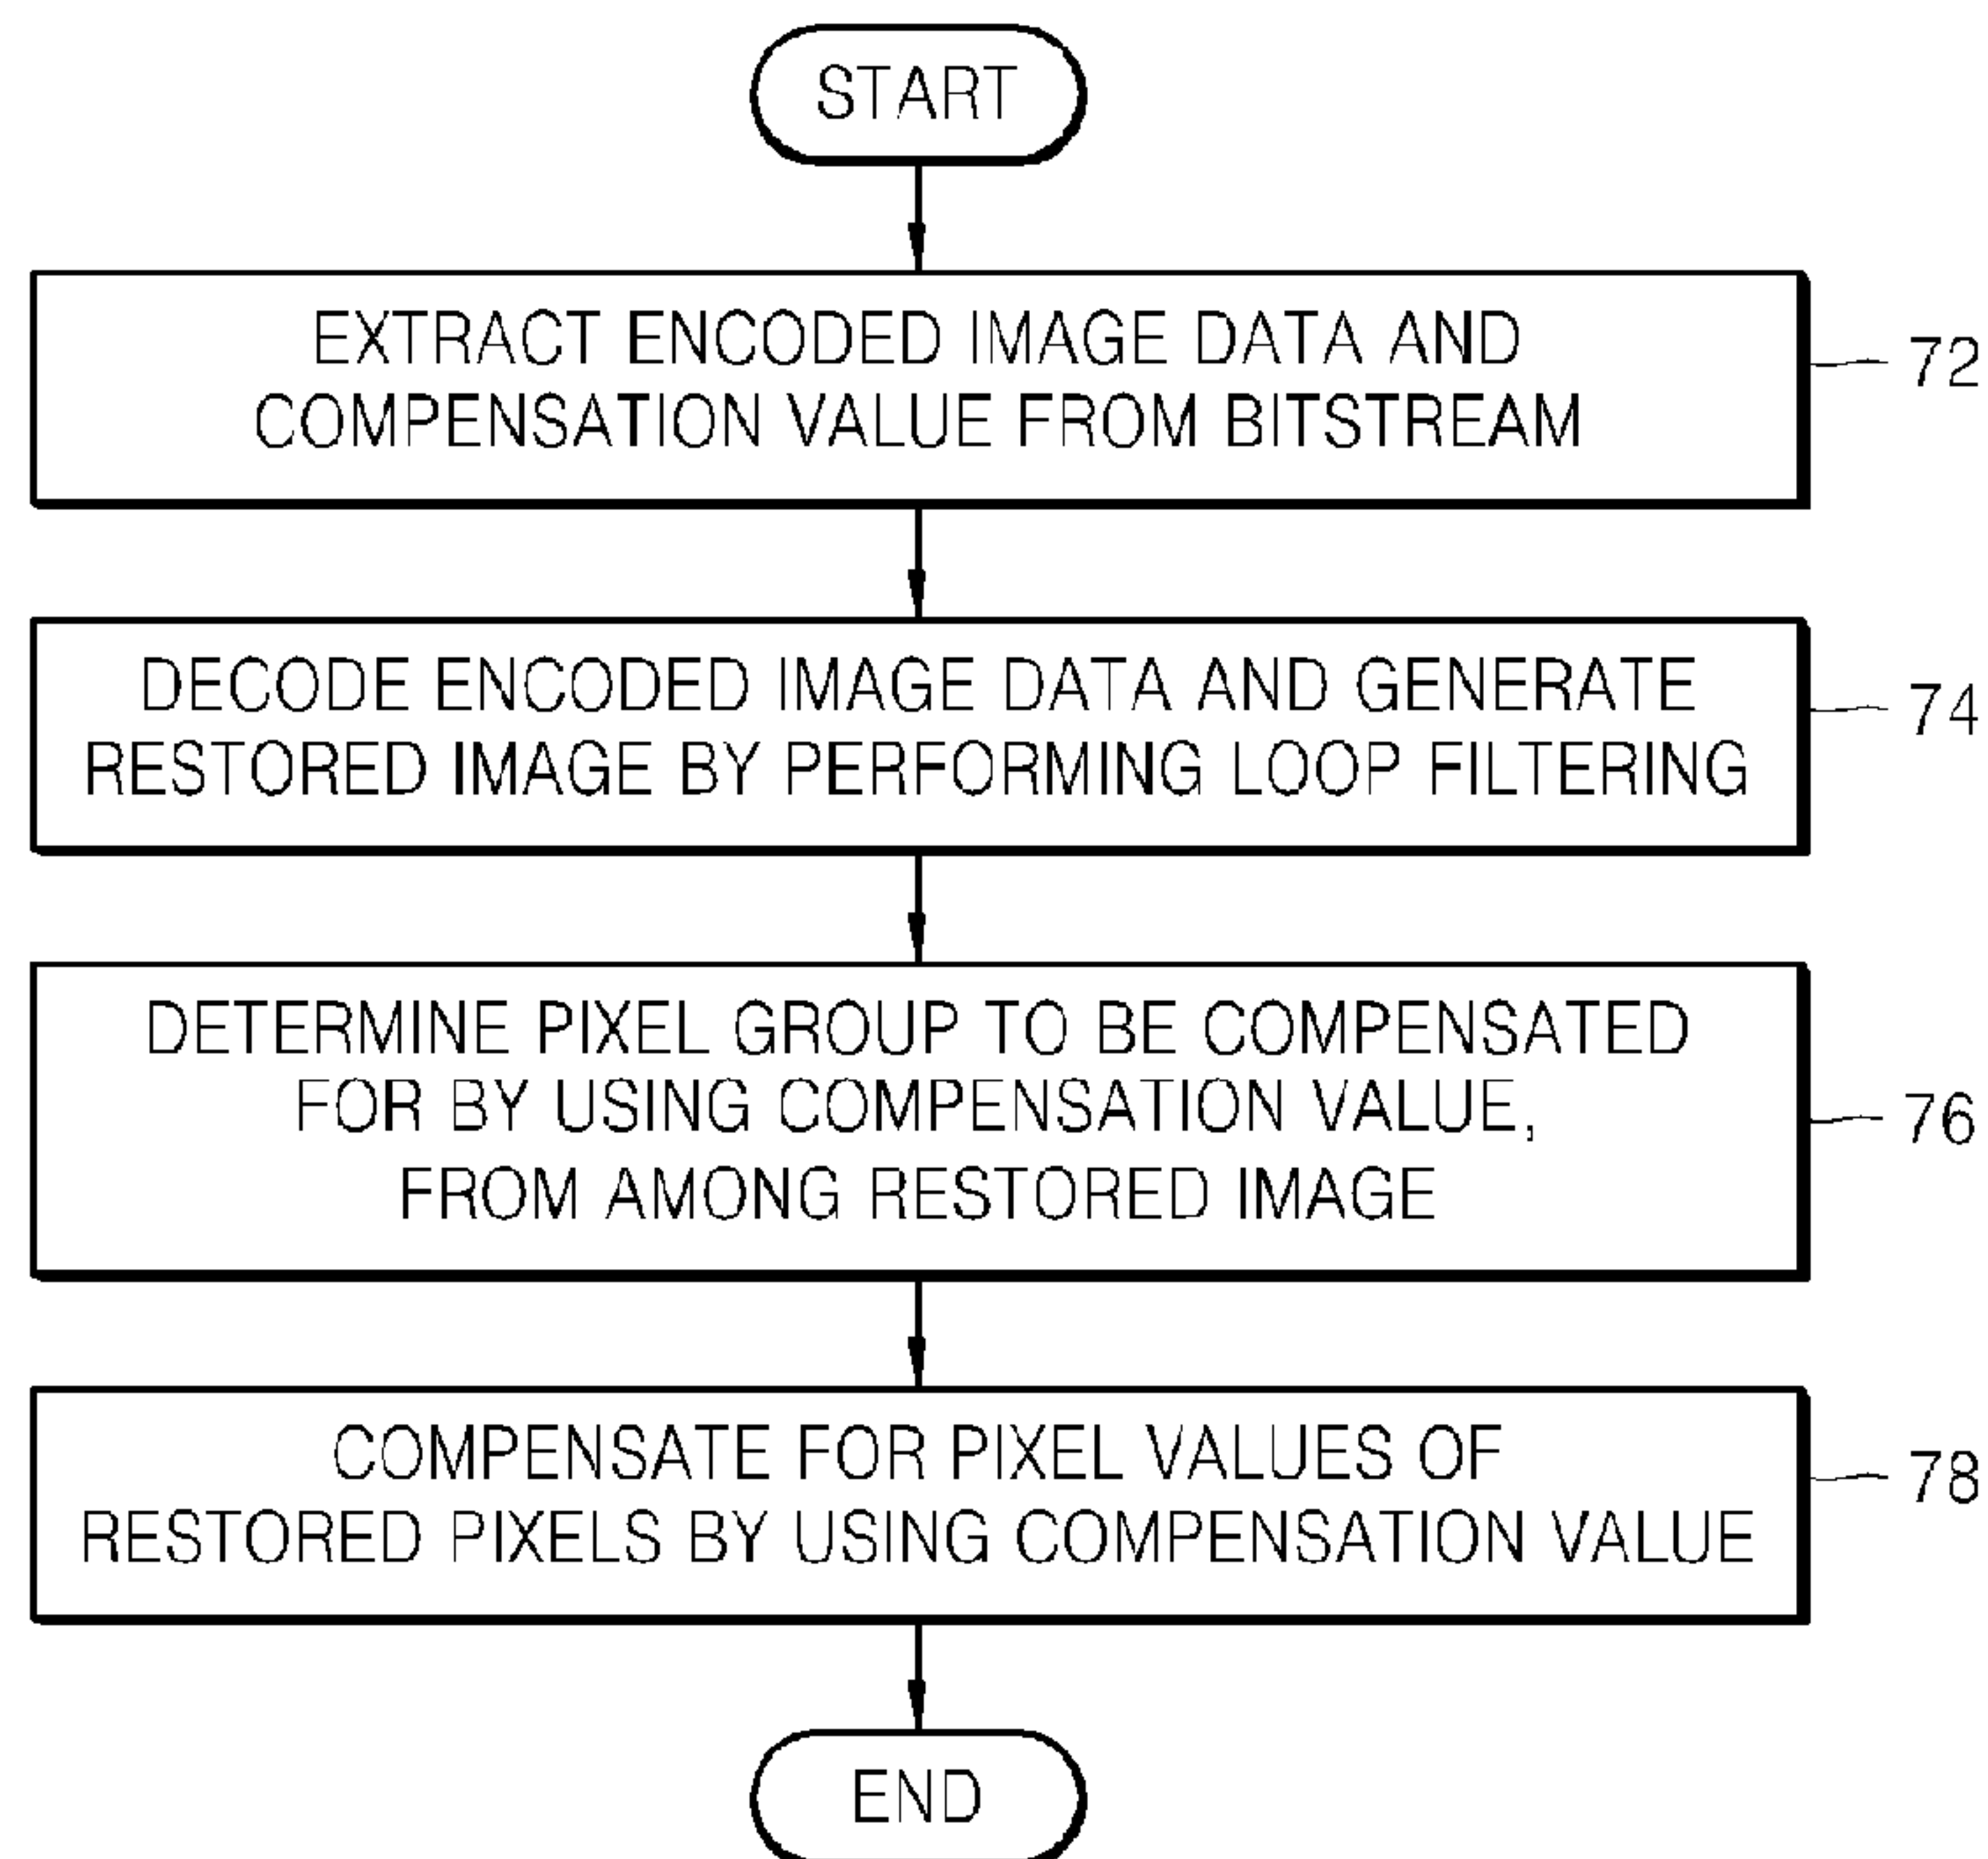 START
EXTRACT ENCODED IMAGE DATA AND
COMPENSATION VALUE FROM BITSTREAM
72
DECODE ENCODED IMAGE DATA AND GENERATE
RESTORED IMAGE BY PERFORMING LOOP FILTERING
74
DETERMINE PIXEL GROUP TO BE COMPENSATED
FOR BY USING COMPENSATION VALUE,
FROM AMONG RESTORED IMAGE
76
COMPENSATE FOR PIXEL VALUES OF
RESTORED PIXELS BY USING COMPENSATION VALUE
78
END